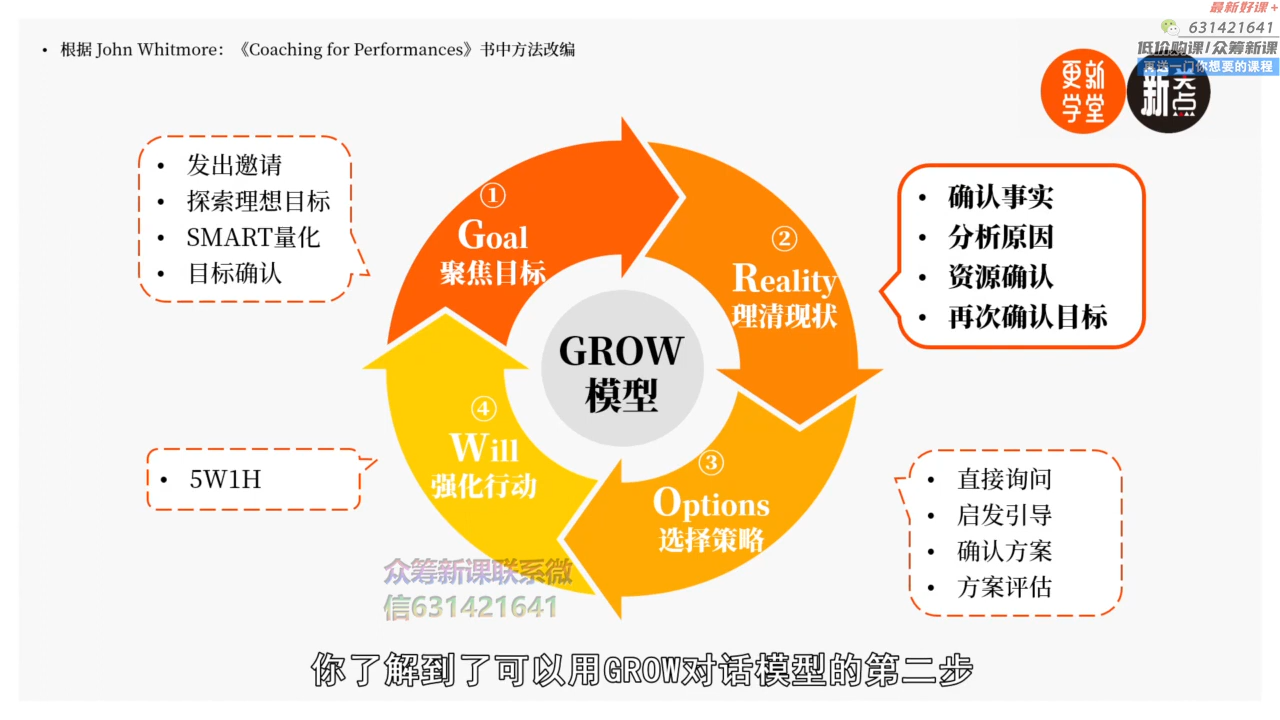 最新好课+
631421641
低价购课/众筹新课
再送一门你想要的课程
• 根据 John Whitmore：《Coaching for Performances》书中方法改编
更新
学堂
新
点
• 发出邀请
• 探索理想目标
• SMART量化
• 目标确认
①
Goal
聚焦目标
②
Reality
理清现状
• 确认事实
• 分析原因
• 资源确认
• 再次确认目标
GROW
模型
④
Will
强化行动
• 5W1H
③
Options
选择策略
• 直接询问
• 启发引导
• 确认方案
• 方案评估
众筹新课联系微
信631421641
你了解到了可以用GROW对话模型的第二步